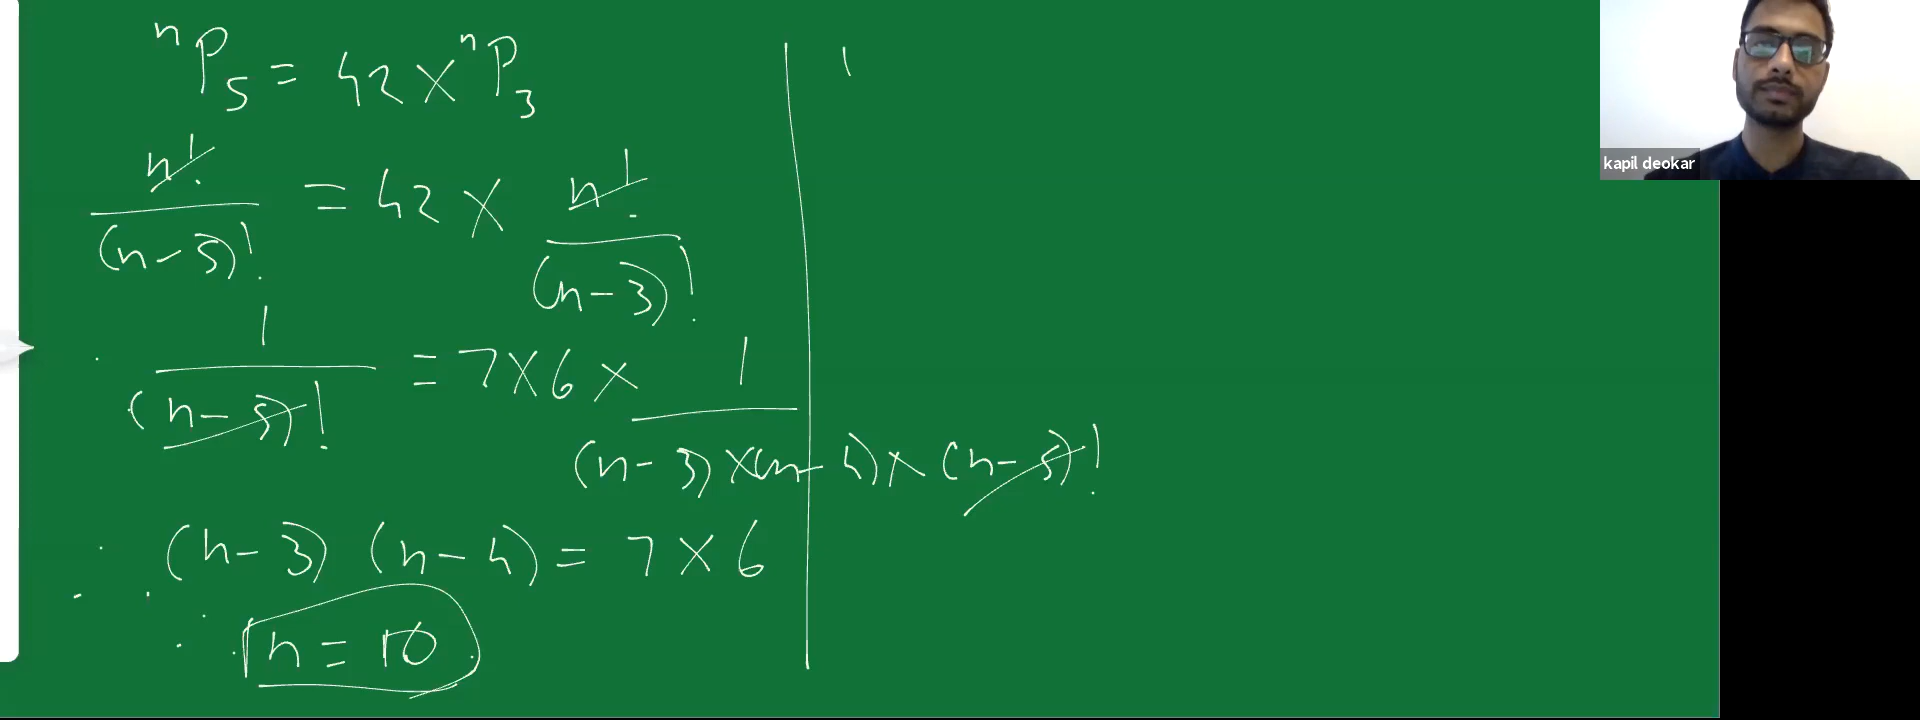 ⁿP₅ = 42 × ⁿP₃
n! / (n-5)! = 42 × n! / (n-3)!
∴ 1 / (n-5)! = 7×6 × 1 / (n-3)×(n-4)×(n-5)!
∴ (n-3) (n-4) = 7×6
∴ n = 10
kapil deokar